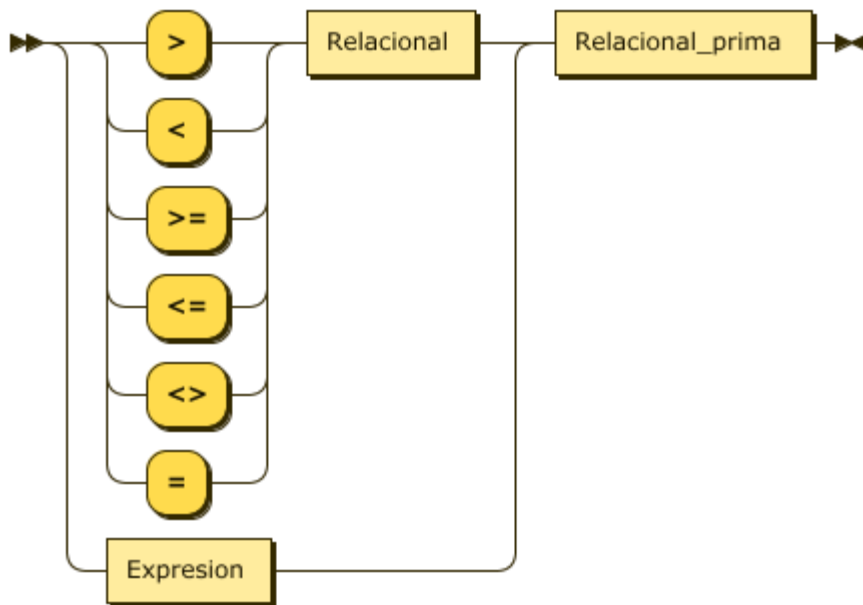 > Relacional Relacional_prima
<
>=
<=
<>
=
Expresion